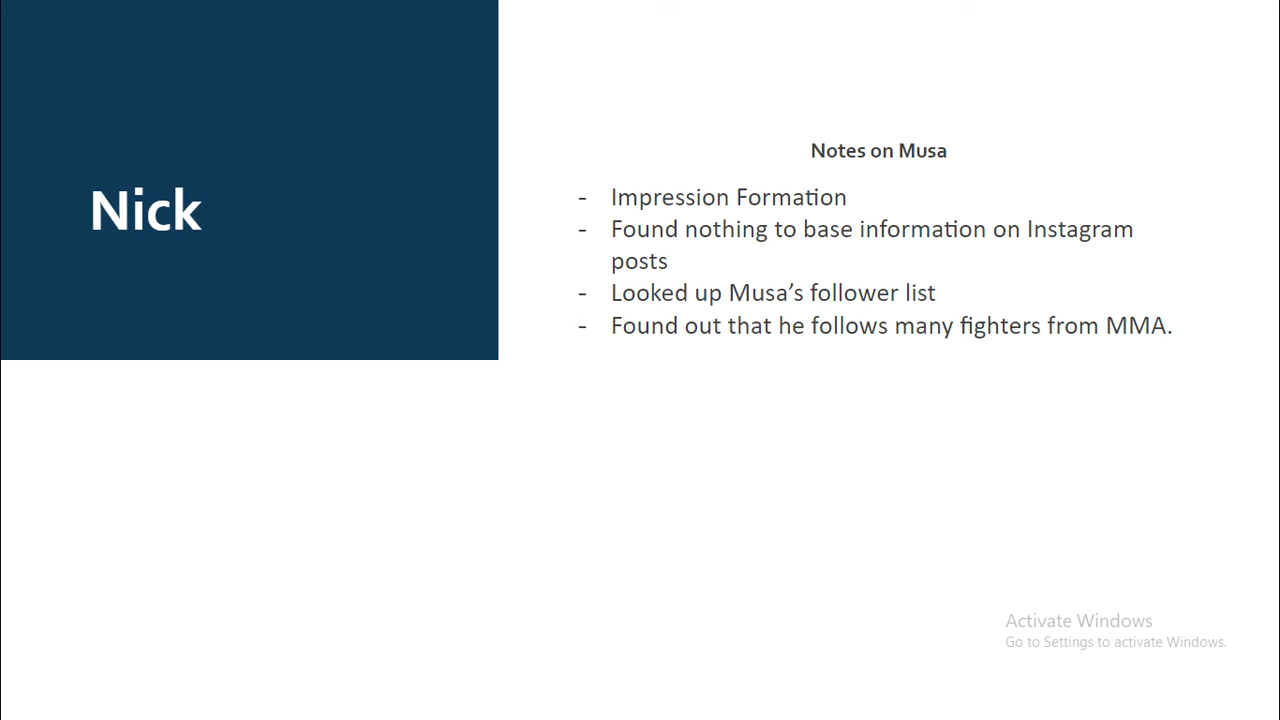 Nick
Notes on Musa
- Impression Formation
- Found nothing to base information on Instagram
posts
- Looked up Musa’s follower list
- Found out that he follows many fighters from MMA.
Activate Windows
Go to Settings to activate Windows.